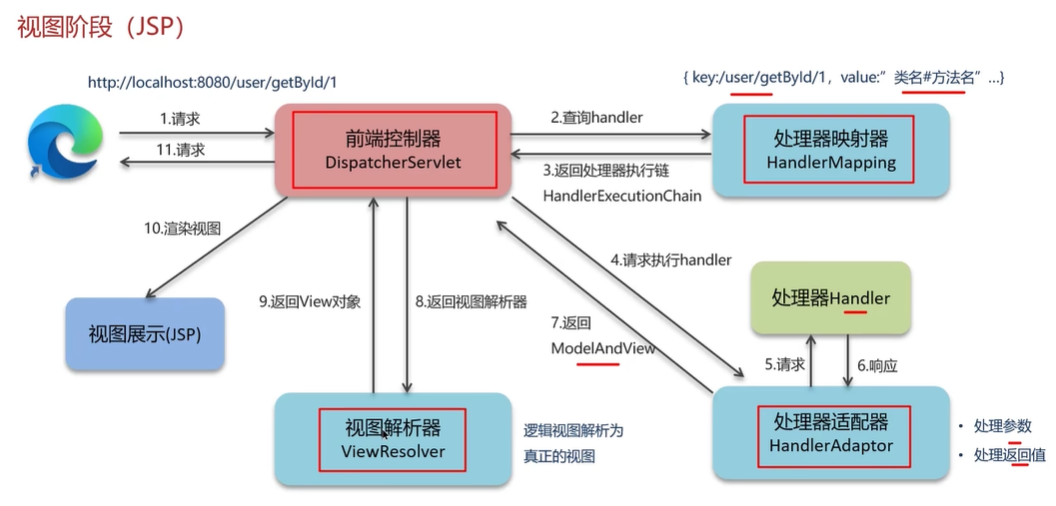 视图阶段（JSP）
http://localhost:8080/user/getById/1
{ key:/user/getById/1，value:”类名#方法名”...}
1.请求
11.请求
前端控制器
DispatcherServlet
2.查询handler
3.返回处理器执行链
HandlerExecutionChain
处理器映射器
HandlerMapping
10.渲染视图
4.请求执行handler
处理器Handler
视图展示(JSP)
9.返回View对象
8.返回视图解析器
7.返回
ModelAndView
5.请求
6.响应
视图解析器
ViewResolver
逻辑视图解析为
真正的视图
处理器适配器
HandlerAdaptor
• 处理参数
• 处理返回值